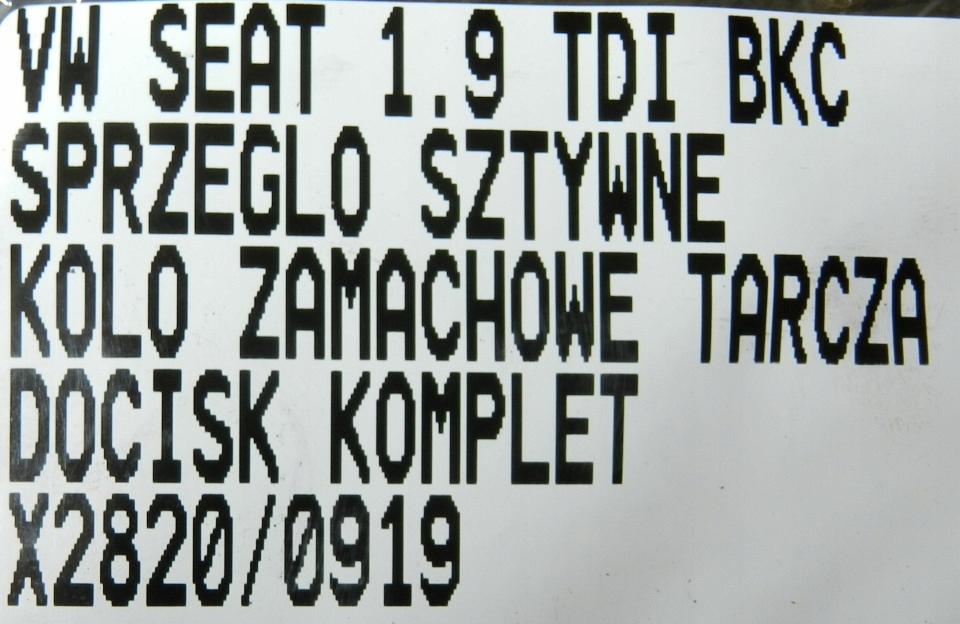 VW SEAT 1.9 TDI BKC
SPRZEGLO SZTYWNE
KOLO ZAMACHOWE TARCZA
DOCISK KOMPLET
X2820/0919